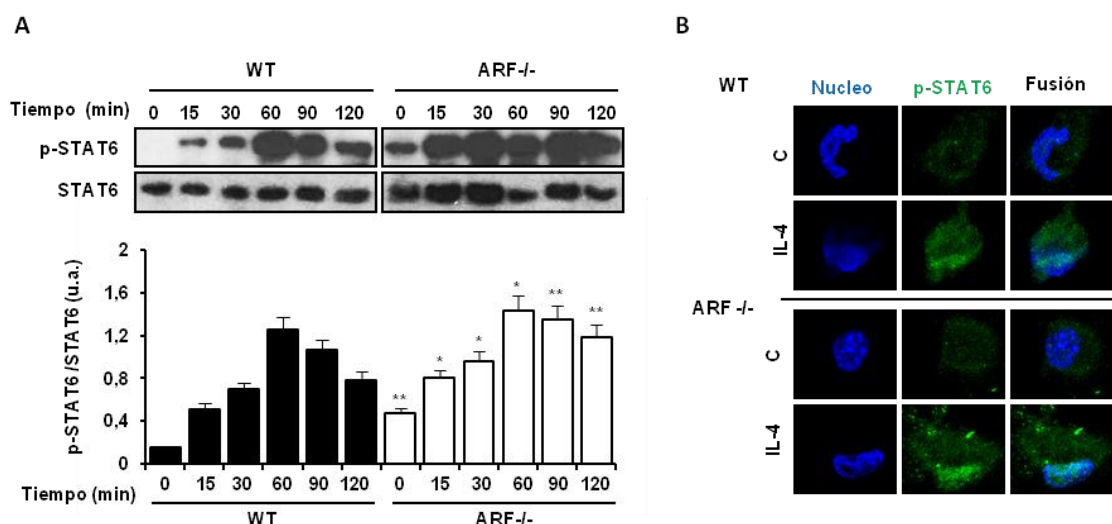 A
WT ARF-/-
Tiempo (min) 0 15 30 60 90 120 0 15 30 60 90 120
p-STAT6
STAT6
p-STAT6 /STAT6 (u.a.)
2
1,6
1,2
0,8
0,4
0
** * * * ** **
Tiempo (min) 0 15 30 60 90 120 0 15 30 60 90 120
WT ARF-/-
B
WT Nucleo p-STAT6 Fusión
C
IL-4
ARF -/-
C
IL-4